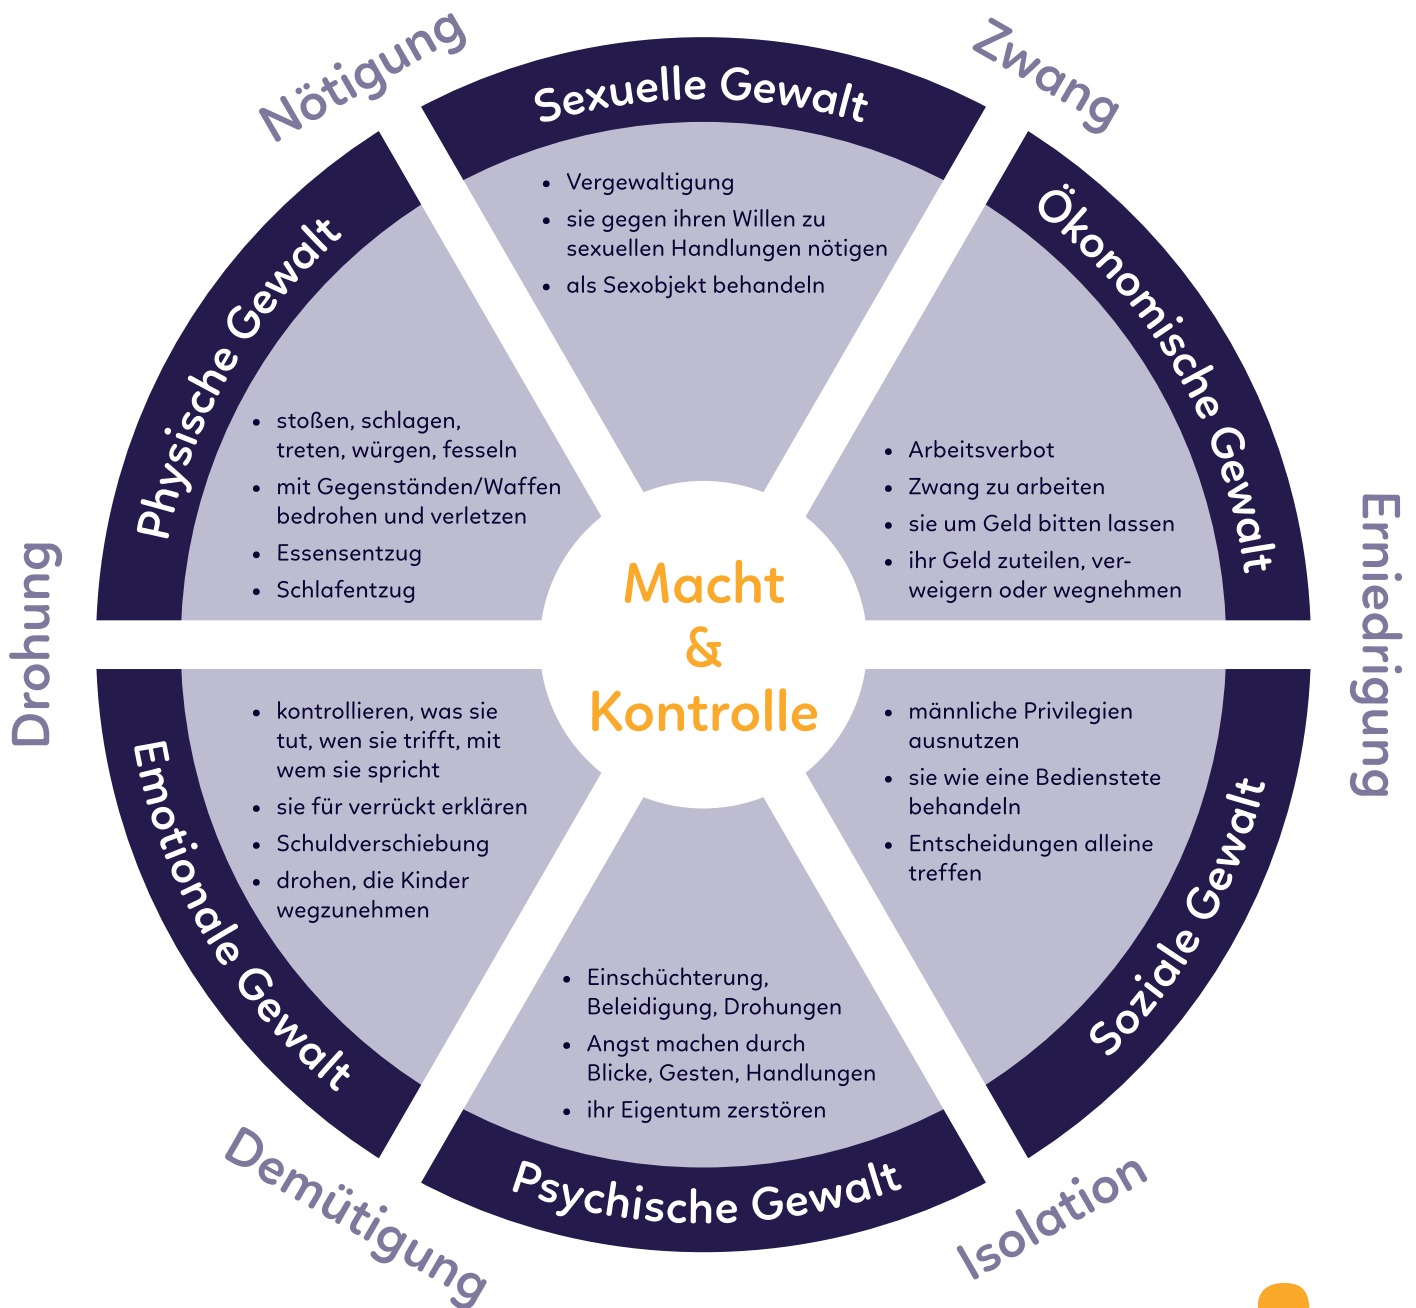 Nötigung
Zwang
Sexuelle Gewalt
• Vergewaltigung
• sie gegen ihren Willen zu
sexuellen Handlungen nötigen
• als Sexobjekt behandeln
Ökonomische Gewalt
• Arbeitsverbot
• Zwang zu arbeiten
• sie um Geld bitten lassen
• ihr Geld zuteilen, ver-
weigern oder wegnehmen
Erniedrigung
Soziale Gewalt
• männliche Privilegien
ausnutzen
• sie wie eine Bedienstete
behandeln
• Entscheidungen alleine
treffen
Isolation
Psychische Gewalt
• Einschüchterung,
Beleidigung, Drohungen
• Angst machen durch
Blicke, Gesten, Handlungen
• ihr Eigentum zerstören
Demütigung
Emotionale Gewalt
• kontrollieren, was sie
tut, wen sie trifft, mit
wem sie spricht
• sie für verrückt erklären
• Schuldverschiebung
• drohen, die Kinder
wegzunehmen
Drohung
Physische Gewalt
• stoßen, schlagen,
treten, würgen, fesseln
• mit Gegenständen/Waffen
bedrohen und verletzen
• Essensentzug
• Schlafentzug
Macht
&
Kontrolle